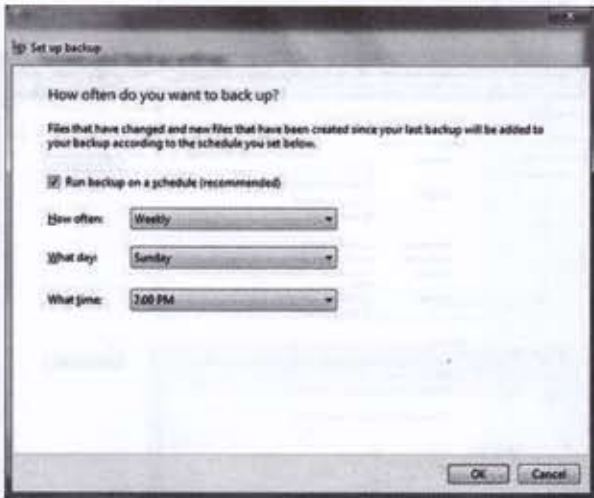 Set up backup
How often do you want to back up?
Files that have changed and new files that have been created since your last backup will be added to
your backup according to the schedule you set below.
Run backup on a schedule (recommended)
How often: Weekly
What day: Sunday
What time: 7:00 PM
OK Cancel